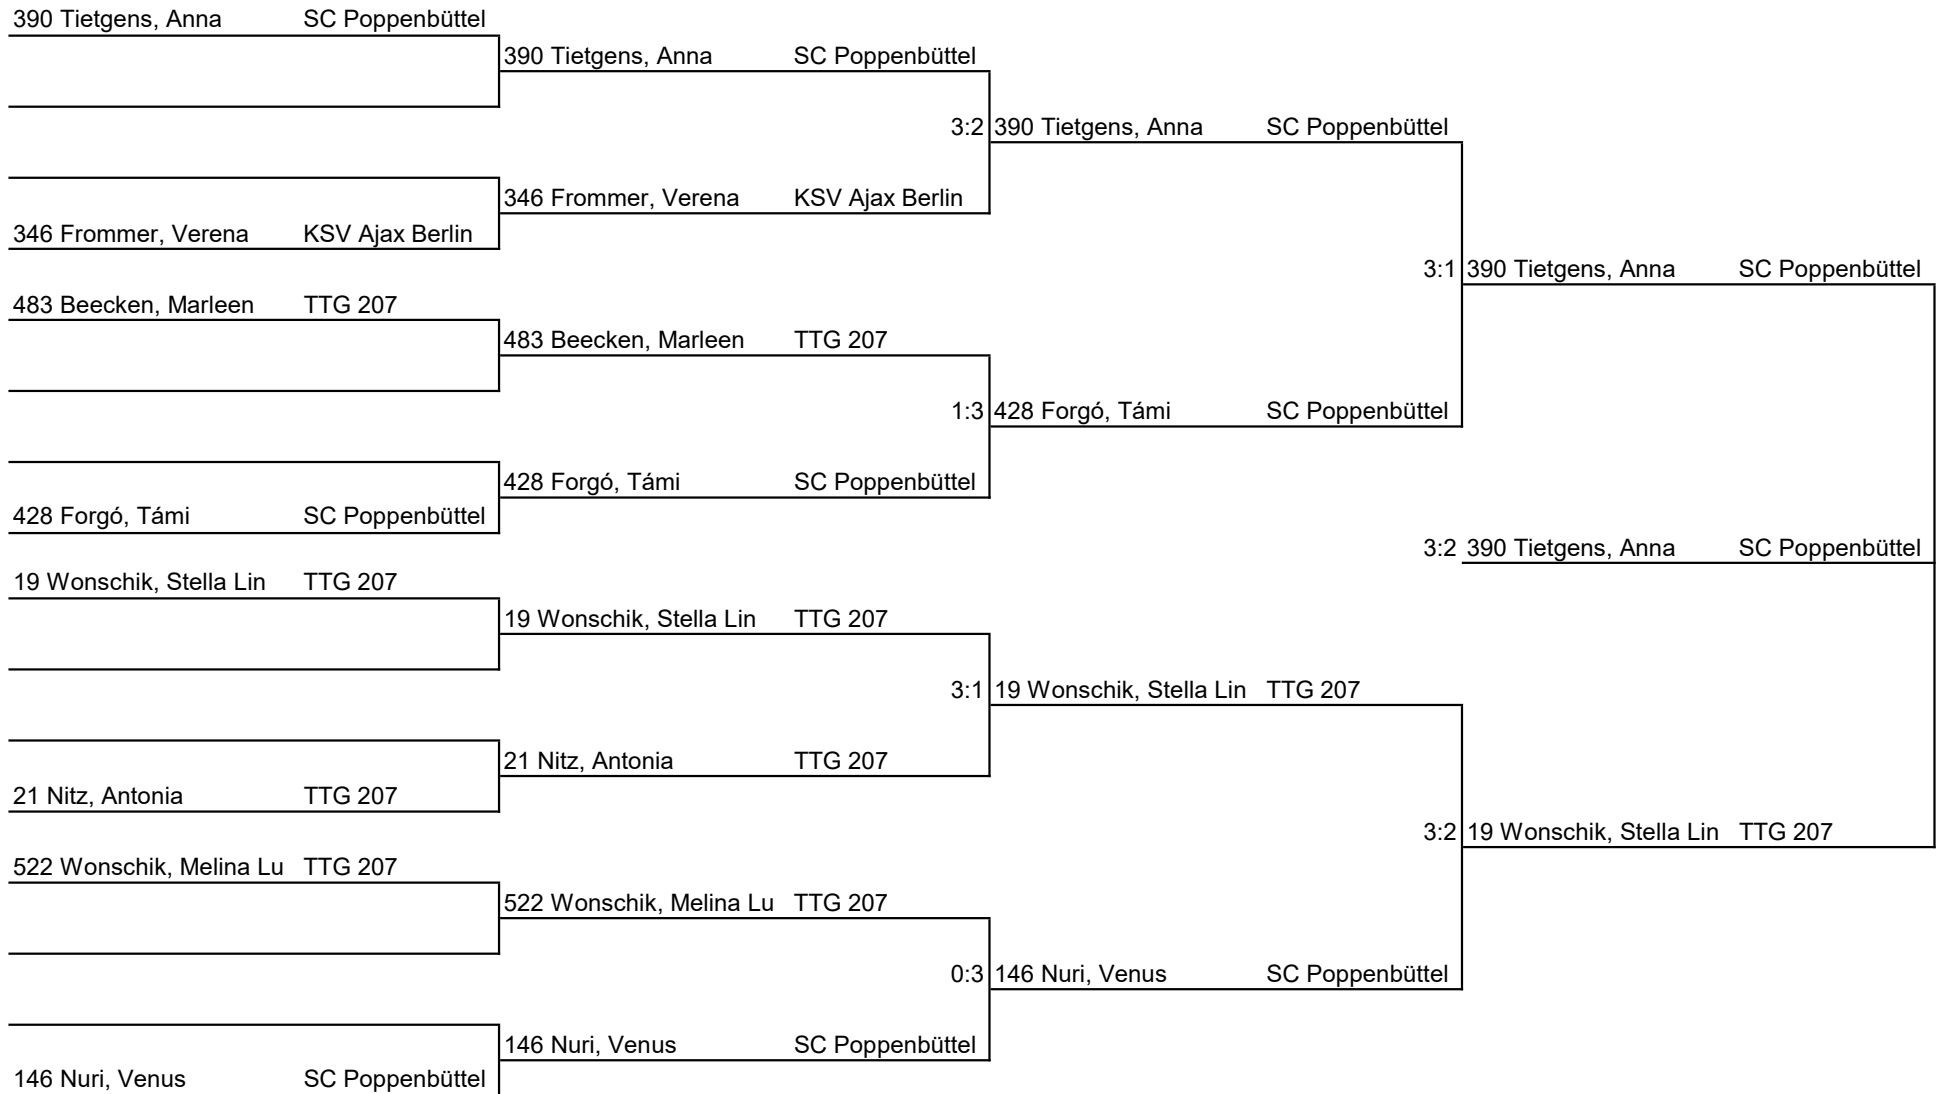 390 Tietgens, Anna SC Poppenbüttel
390 Tietgens, Anna SC Poppenbüttel
3:2 390 Tietgens, Anna SC Poppenbüttel
346 Frommer, Verena KSV Ajax Berlin
346 Frommer, Verena KSV Ajax Berlin
3:1 390 Tietgens, Anna SC Poppenbüttel
483 Beecken, Marleen TTG 207
483 Beecken, Marleen TTG 207
1:3 428 Forgó, Támi SC Poppenbüttel
428 Forgó, Támi SC Poppenbüttel
428 Forgó, Támi SC Poppenbüttel
3:2 390 Tietgens, Anna SC Poppenbüttel
19 Wonschik, Stella Lin TTG 207
19 Wonschik, Stella Lin TTG 207
3:1 19 Wonschik, Stella Lin TTG 207
21 Nitz, Antonia TTG 207
21 Nitz, Antonia TTG 207
3:2 19 Wonschik, Stella Lin TTG 207
522 Wonschik, Melina Lu TTG 207
522 Wonschik, Melina Lu TTG 207
0:3 146 Nuri, Venus SC Poppenbüttel
146 Nuri, Venus SC Poppenbüttel
146 Nuri, Venus SC Poppenbüttel